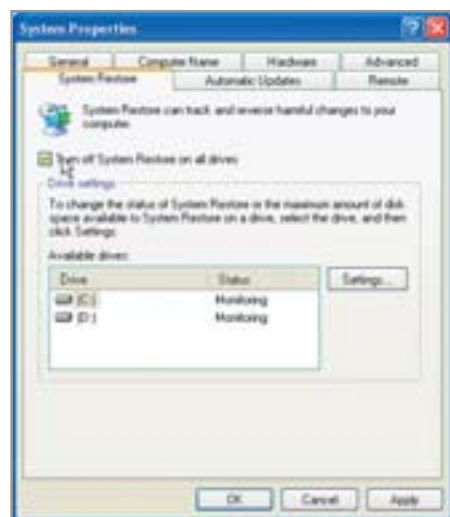 System Properties
General Computer Name Hardware Advanced
System Restore Automatic Updates Remote
System Restore can track and reverse harmful changes to your
computer.
Turn off System Restore on all drives
Drive settings
To change the status of System Restore or the maximum amount of disk
space available to System Restore on a drive, select the drive, and then
click Settings.
Available drives:
Drive Status Settings...
(C:) Monitoring
(D:) Monitoring
OK Cancel Apply